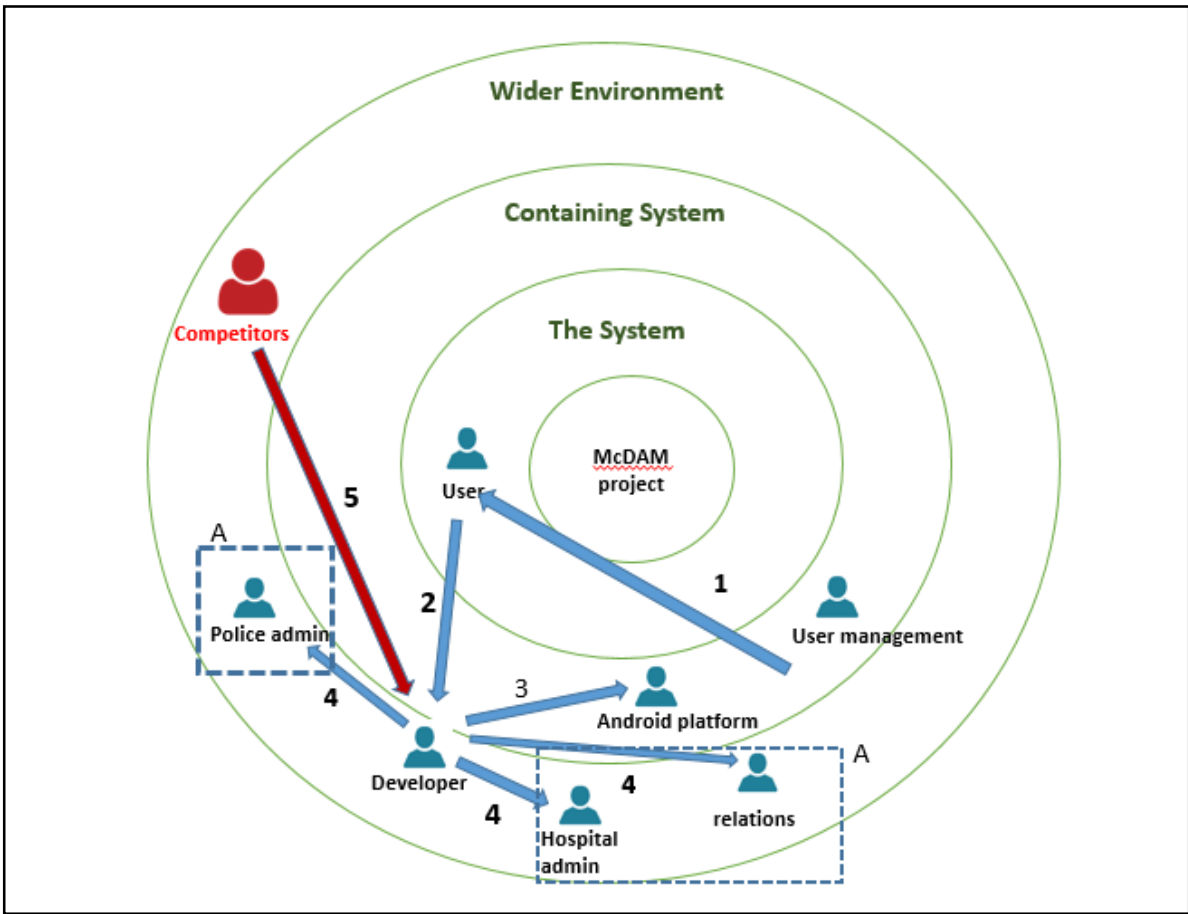 Wider Environment
Containing System
The System
Competitors
McDAM
project
User
5
A
1
2
Police admin
User management
3
4
Android platform
A
Developer
4
4
relations
Hospital
admin